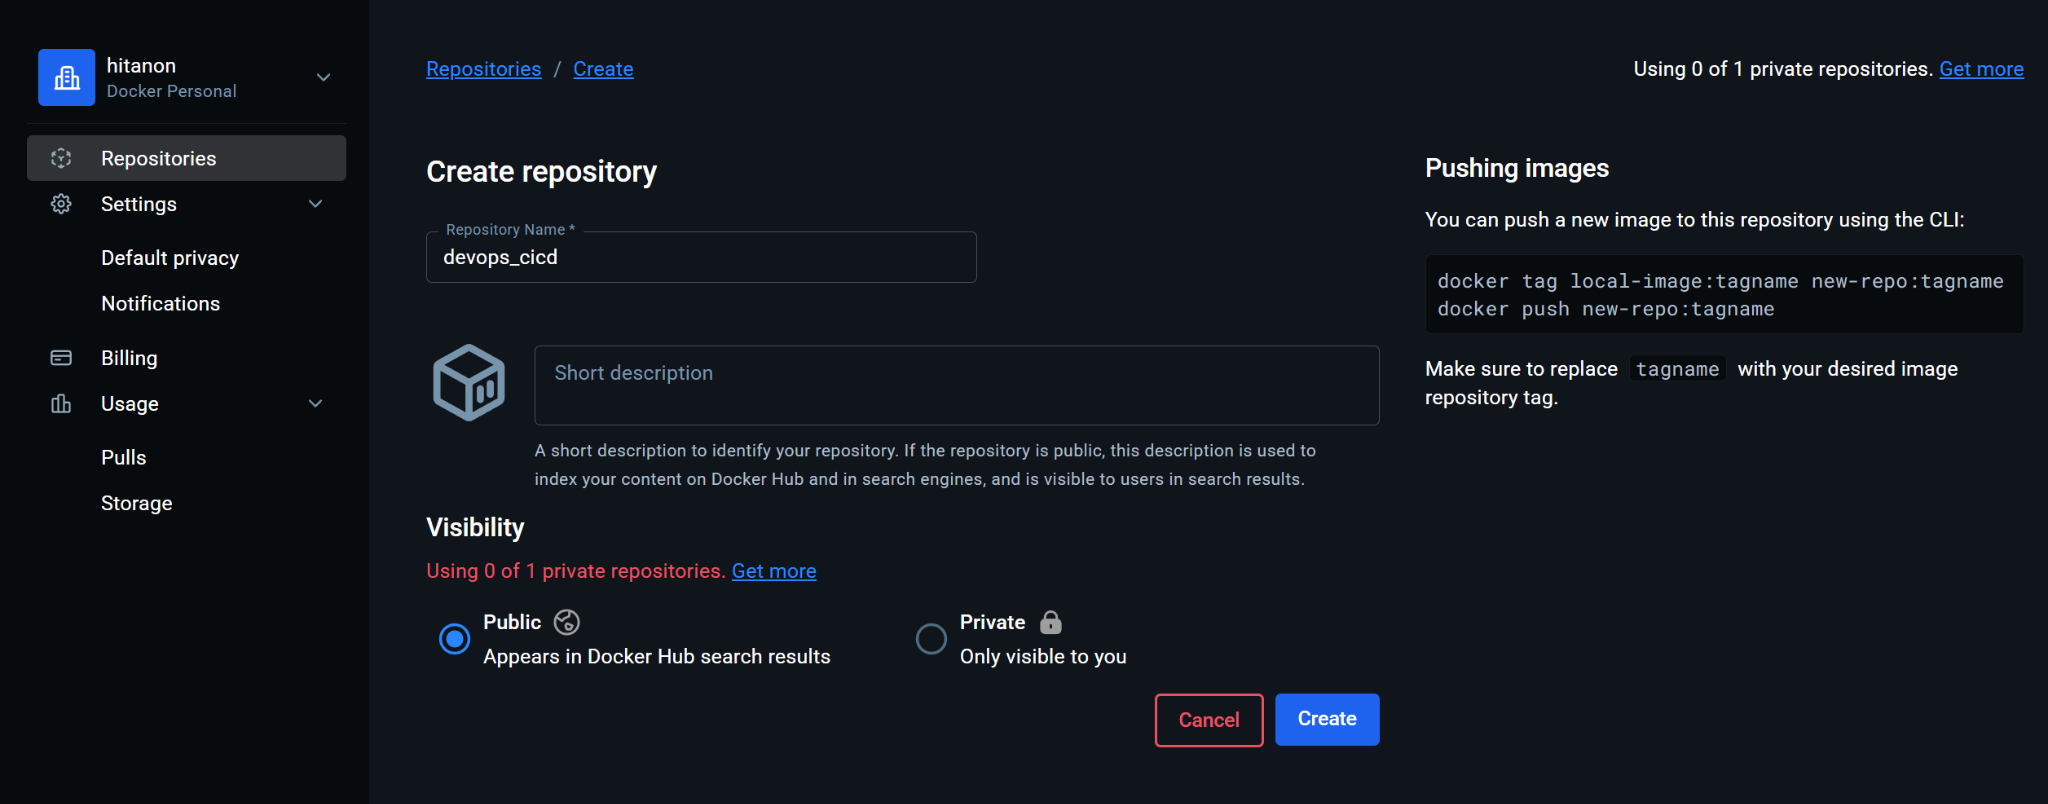 hitanon
Docker Personal
Repositories
Settings
Default privacy
Notifications
Billing
Usage
Pulls
Storage
Repositories / Create
Using 0 of 1 private repositories. Get more
Create repository
Repository Name *
devops_cicd
Short description
A short description to identify your repository. If the repository is public, this description is used to
index your content on Docker Hub and in search engines, and is visible to users in search results.
Visibility
Using 0 of 1 private repositories. Get more
Public
Appears in Docker Hub search results
Private
Only visible to you
Cancel
Create
Pushing images
You can push a new image to this repository using the CLI:
docker tag local-image:tagname new-repo:tagname
docker push new-repo:tagname
Make sure to replace tagname with your desired image
repository tag.